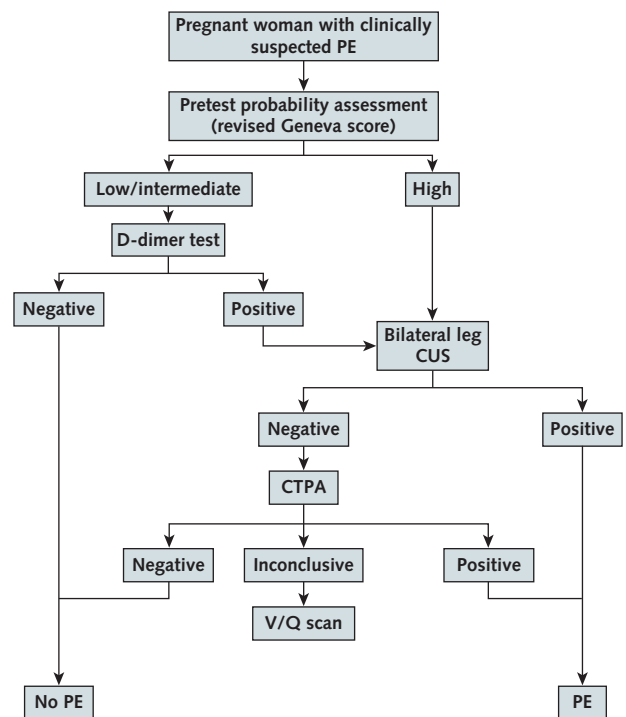 Pregnant woman with clinically
suspected PE
Pretest probability assessment
(revised Geneva score)
Low/intermediate
High
D-dimer test
Negative
Positive
Bilateral leg
CUS
Negative
Positive
CTPA
Negative
Inconclusive
Positive
V/Q scan
No PE
PE